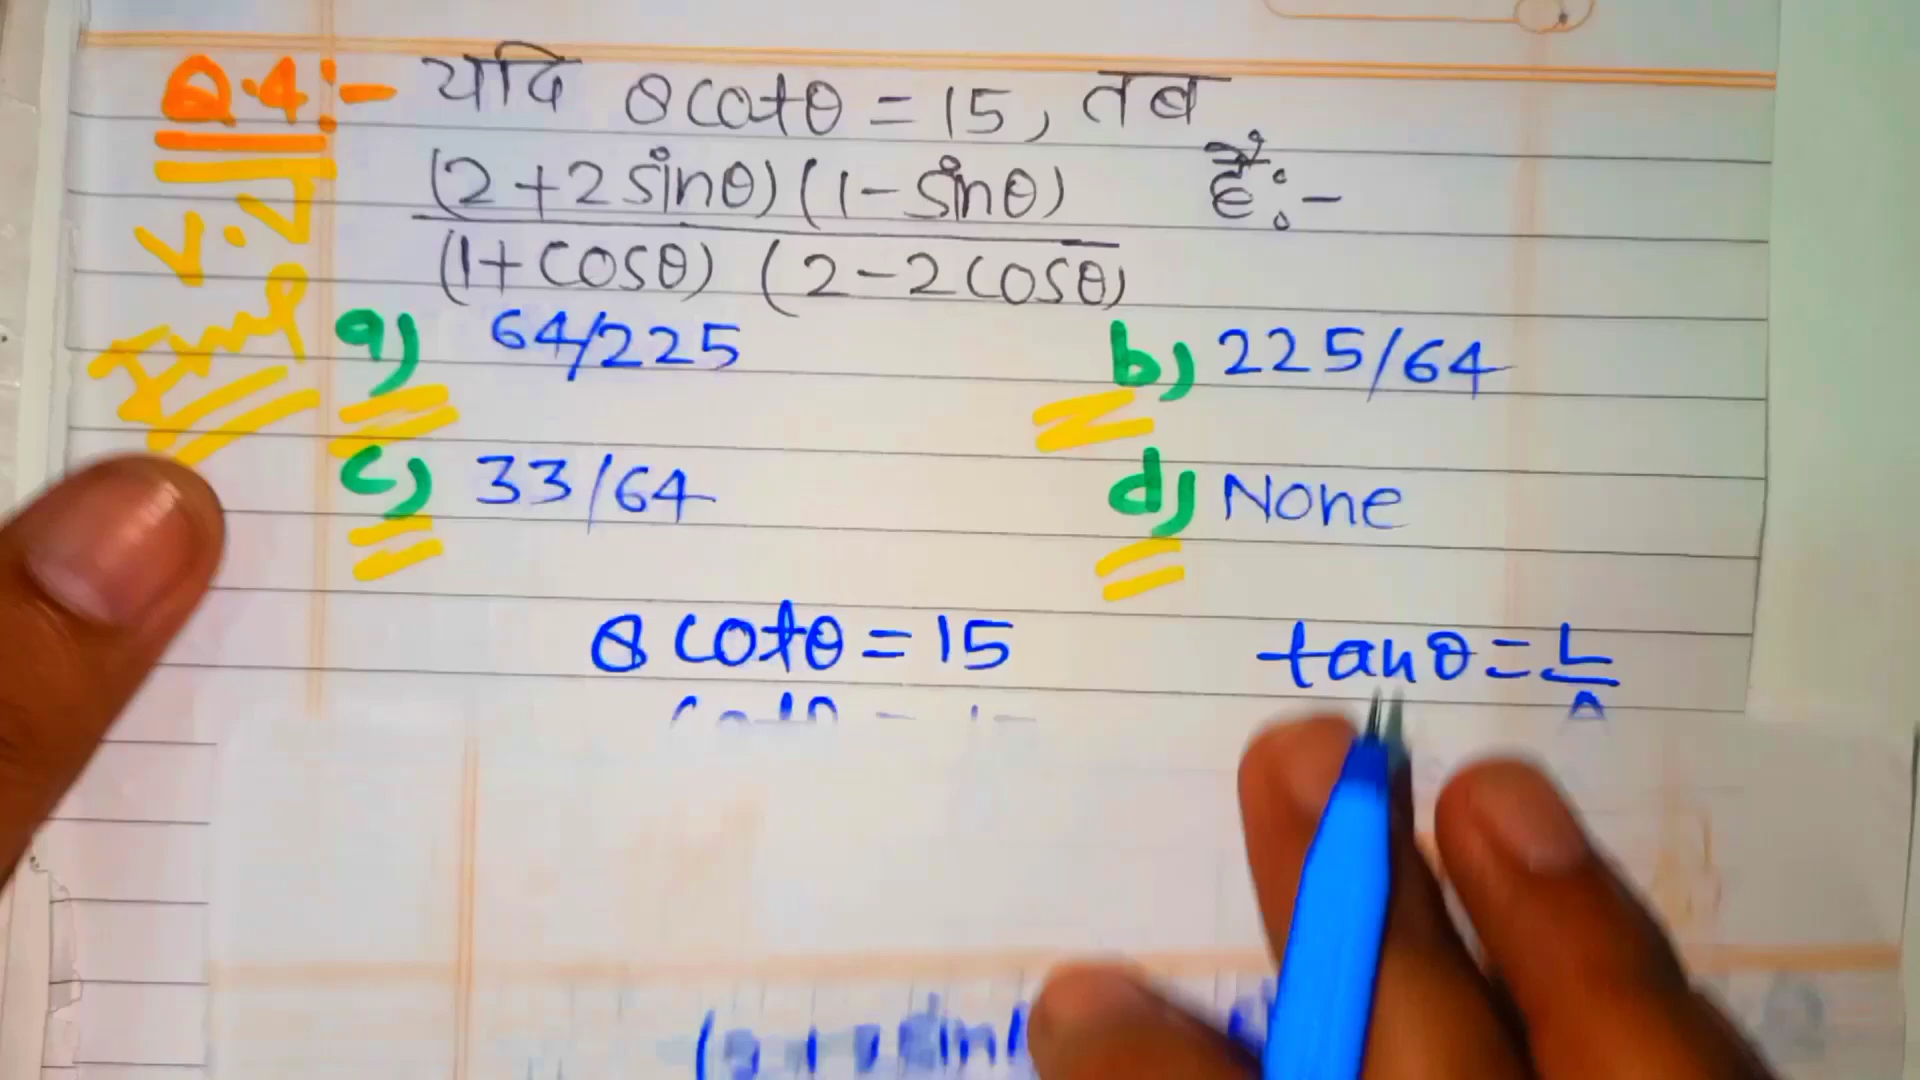 Q.4:- यदि 8cotθ = 15, तब
(2+2sinθ)(1-sinθ) है:-
(1+cosθ) (2-2cosθ)
V.V Imp
a) 64/225 b) 225/64
c) 33/64 d) None
8cotθ = 15 tanθ = L/A